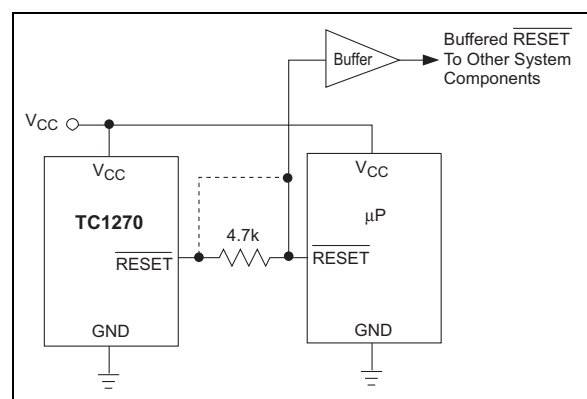 Buffer
Buffered RESET
To Other System
Components
VCC
VCC
TC1270
RESET
GND
4.7k
VCC
μP
RESET
GND